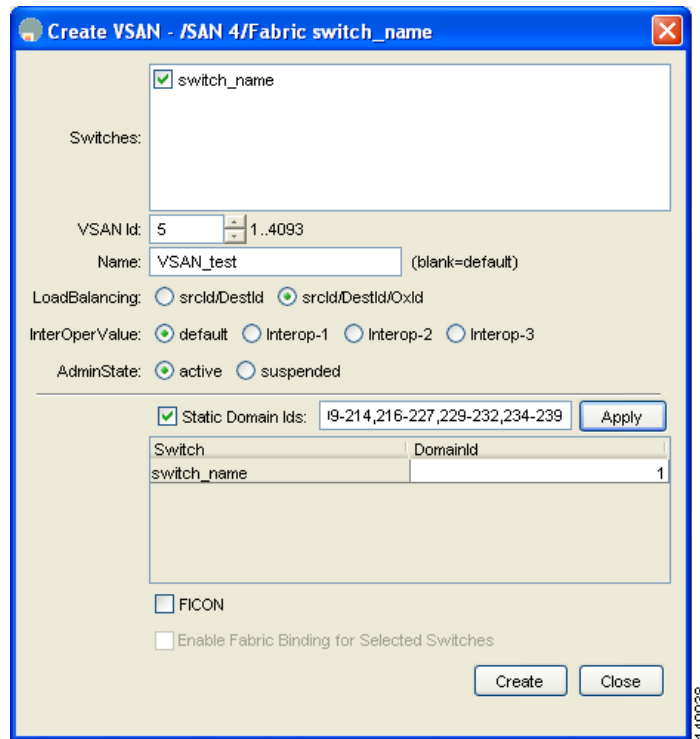 Create VSAN - /SAN 4/Fabric switch_name
switch_name
Switches:
VSAN Id: 5 1..4093
Name: VSAN_test (blank=default)
LoadBalancing: srcId/DestId srcId/DestId/OxId
InterOperValue: default Interop-1 Interop-2 Interop-3
AdminState: active suspended
Static Domain Ids: 9-214,216-227,229-232,234-239 Apply
Switch DomainId
switch_name 1
FICON
Enable Fabric Binding for Selected Switches
Create Close